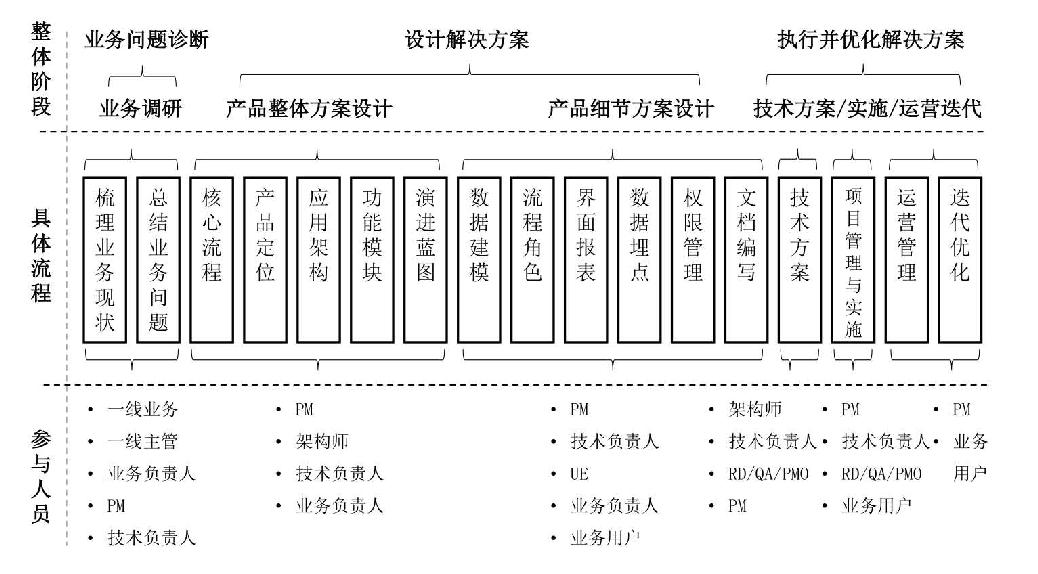 整体阶段
业务问题诊断
设计解决方案
执行并优化解决方案
业务调研
产品整体方案设计
产品细节方案设计
技术方案/实施/运营迭代
具体流程
梳理业务现状
总结业务问题
核心流程
产品定位
应用架构
功能模块
演进蓝图
数据建模
流程角色
界面报表
数据埋点
权限管理
文档编写
技术方案
项目管理与实施
运营管理
迭代优化
参与人员
• 一线业务
• 一线主管
• 业务负责人
• PM
• 技术负责人
• PM
• 架构师
• 技术负责人
• 业务负责人
• PM
• 技术负责人
• UE
• 业务负责人
• 业务用户
• 架构师
• 技术负责人
• RD/QA/PMO
• PM
• PM
• 技术负责人
• RD/QA/PMO
• 业务用户
• PM
• 业务
用户